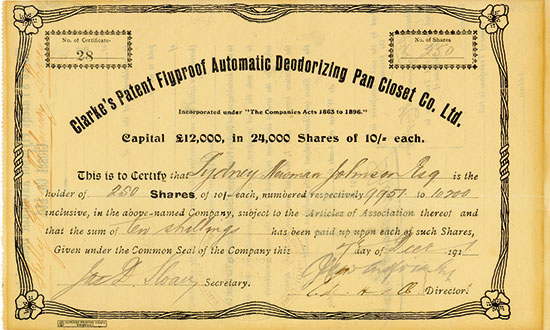 No. of Certificate
28
No. of Shares
250
Clarke's Patent Flyproof Automatic Deodorizing Pan Closet Co. Ltd.
Incorporated under "The Companies Acts 1863 to 1896."
Capital £12,000, in 24,000 Shares of 10/- each.
This is to Certify that Sydney Newman Johnson Esq is the
holder of 250 Shares, of 10/- each, numbered respectively 9951 to 10200
inclusive, in the above-named Company, subject to the Articles of Association thereof and
that the sum of Ten shillings has been paid up upon each of such Shares,
Given under the Common Seal of the Company this 7 day of Decr 191
Secretary.
Director.